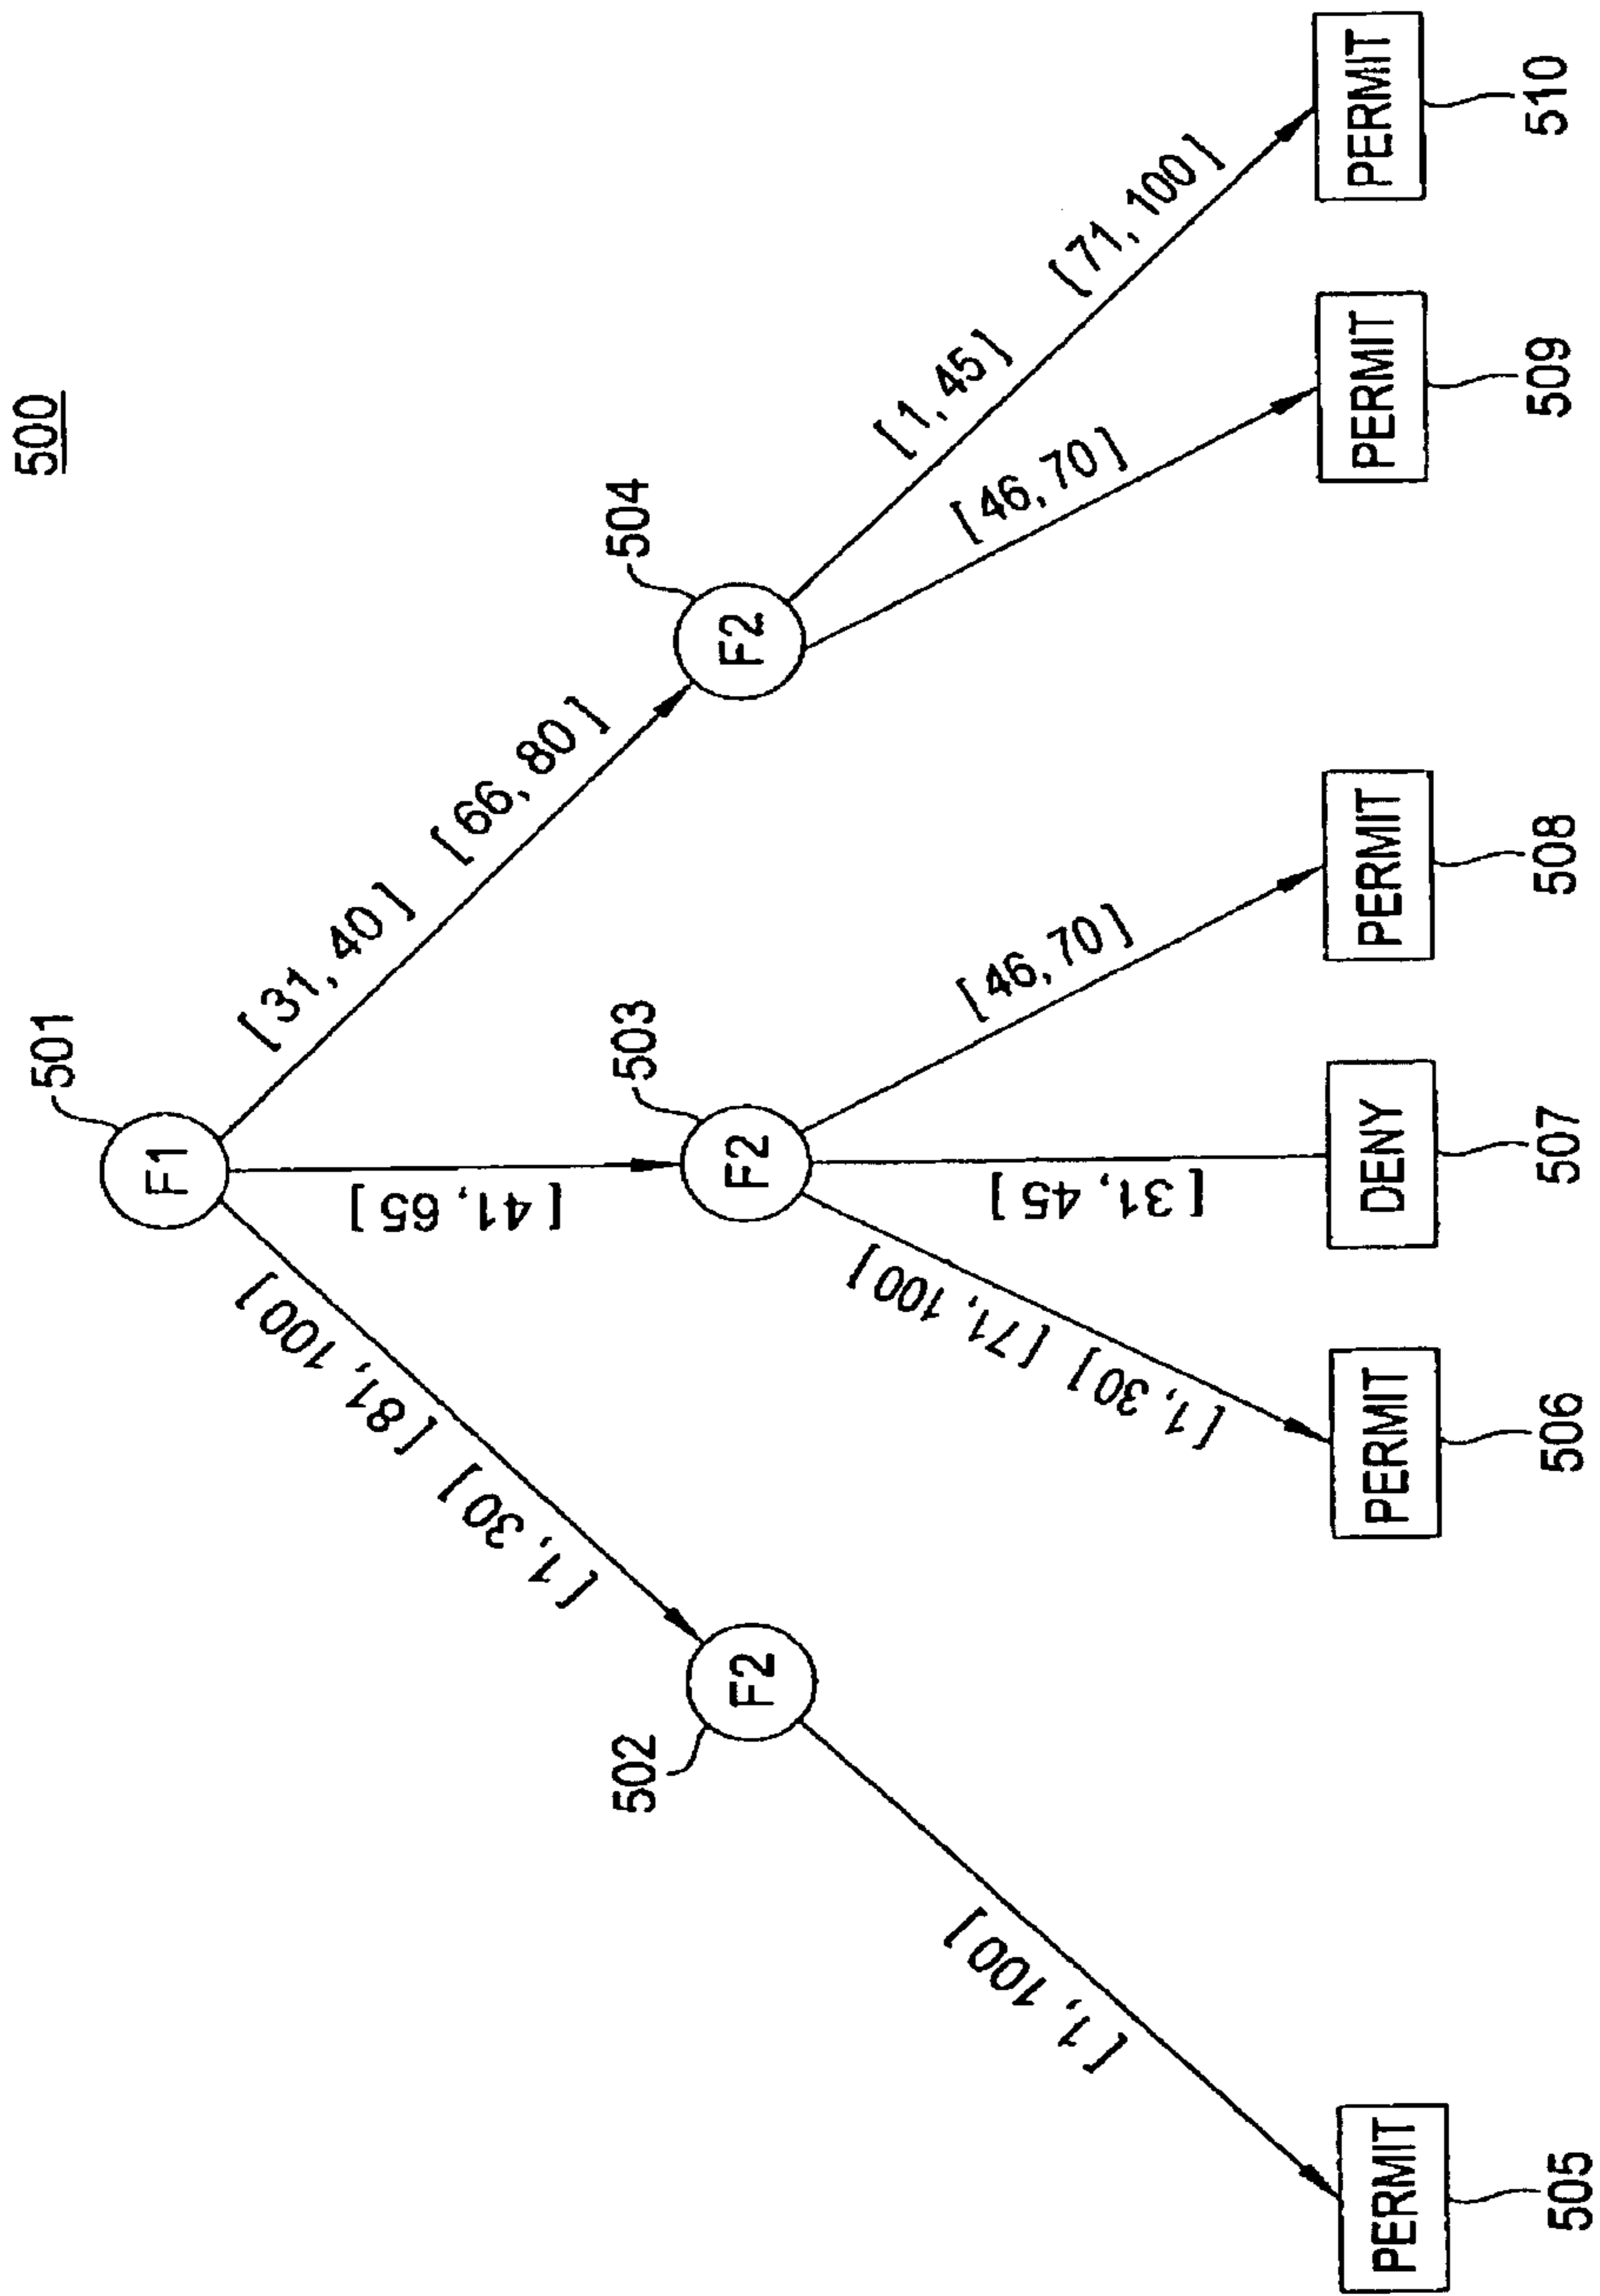 500
501
F1
[1,30] [81,100]
[41,65]
[31,40] [66,80]
502
F2
503
F2
504
F2
[1,100]
[1,30] [71,100]
[31,45]
[46,70]
[46,70]
[1,45] [71,100]
PERMIT
PERMIT
DENY
PERMIT
PERMIT
PERMIT
505
506
507
508
509
510